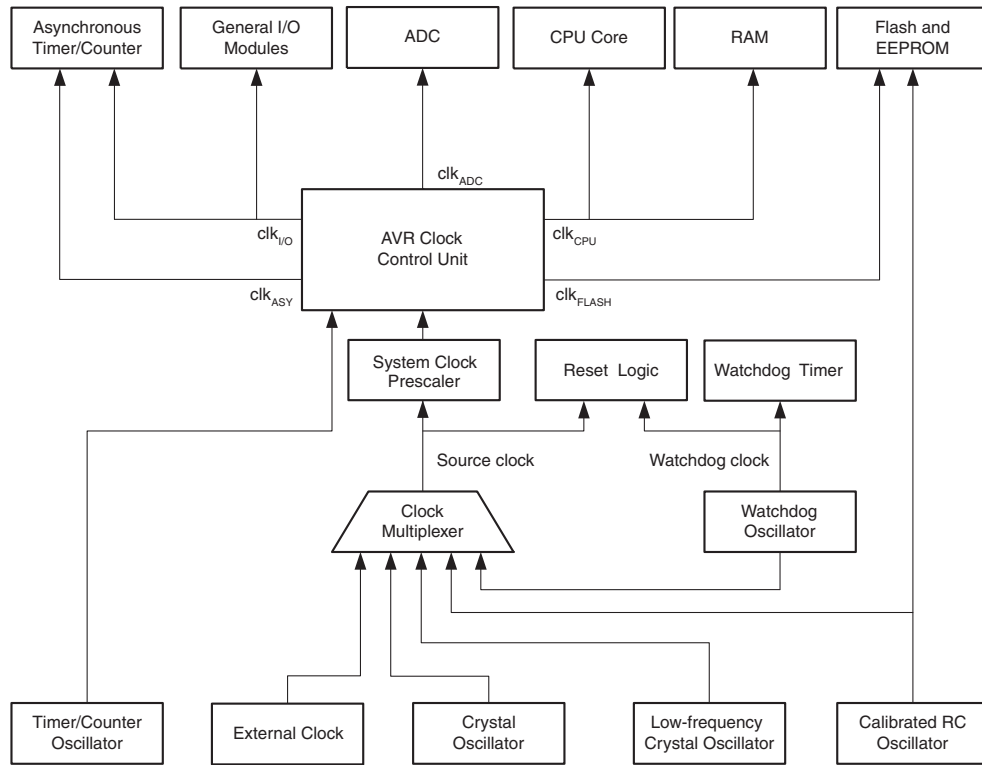 Asynchronous
Timer/Counter
General I/O
Modules
ADC
CPU Core
RAM
Flash and
EEPROM
clkADC
AVR Clock
Control Unit
clkI/O
clkCPU
clkASY
clkFLASH
System Clock
Prescaler
Reset Logic
Watchdog Timer
Source clock
Watchdog clock
Clock
Multiplexer
Watchdog
Oscillator
Timer/Counter
Oscillator
External Clock
Crystal
Oscillator
Low-frequency
Crystal Oscillator
Calibrated RC
Oscillator